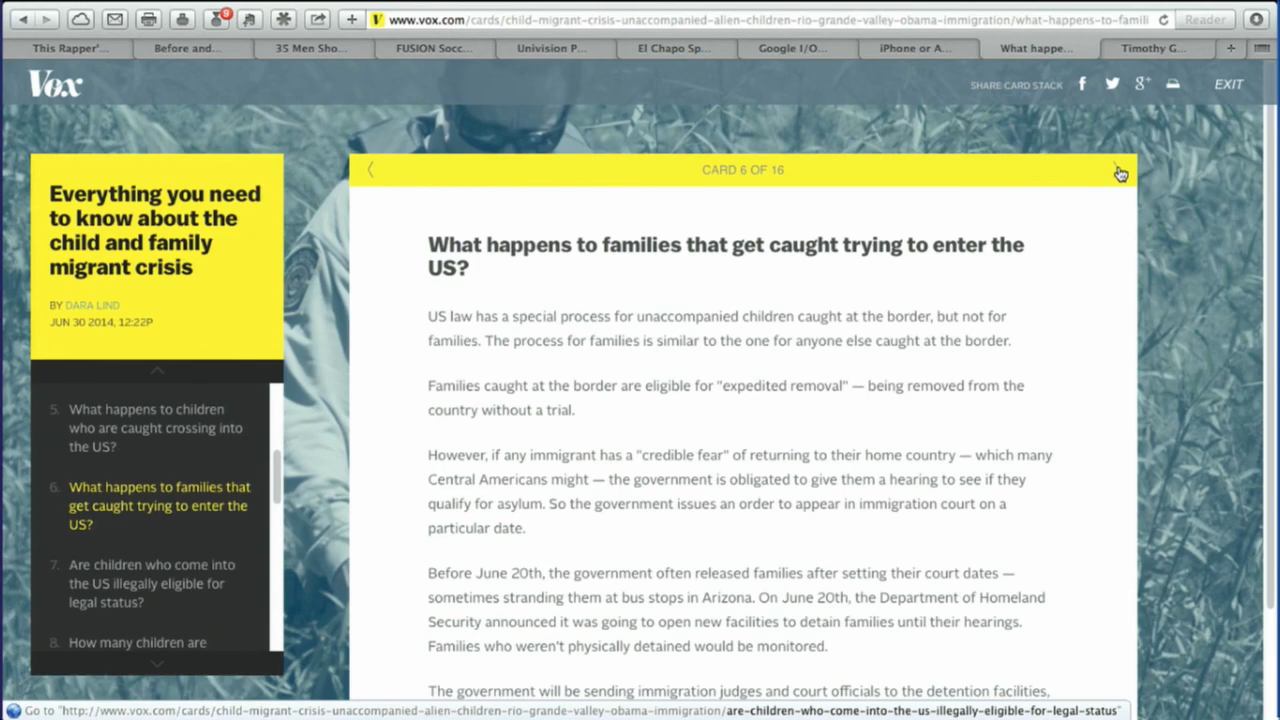 9
www.vox.com/cards/child-migrant-crisis-unaccompanied-alien-children-rio-grande-valley-obama-immigration/what-happens-to-famili
Reader
This Rapper'...
Before and...
35 Men Sho...
FUSION Socc...
Univision P...
El Chapo Sp...
Google I/O...
iPhone or A...
What happe...
Timothy G...
Vox
SHARE CARD STACK
EXIT
Everything you need
to know about the
child and family
migrant crisis
BY DARA LIND
JUN 30 2014, 12:22P
5. What happens to children
who are caught crossing into
the US?
6. What happens to families that
get caught trying to enter the
US?
7. Are children who come into
the US illegally eligible for
legal status?
8. How many children are
CARD 6 OF 16
What happens to families that get caught trying to enter the
US?
US law has a special process for unaccompanied children caught at the border, but not for
families. The process for families is similar to the one for anyone else caught at the border.
Families caught at the border are eligible for "expedited removal" — being removed from the
country without a trial.
However, if any immigrant has a "credible fear" of returning to their home country — which many
Central Americans might — the government is obligated to give them a hearing to see if they
qualify for asylum. So the government issues an order to appear in immigration court on a
particular date.
Before June 20th, the government often released families after setting their court dates —
sometimes stranding them at bus stops in Arizona. On June 20th, the Department of Homeland
Security announced it was going to open new facilities to detain families until their hearings.
Families who weren't physically detained would be monitored.
The government will be sending immigration judges and court officials to the detention facilities,
Go to "http://www.vox.com/cards/child-migrant-crisis-unaccompanied-alien-children-rio-grande-valley-obama-immigration/are-children-who-come-into-the-us-illegally-eligible-for-legal-status"